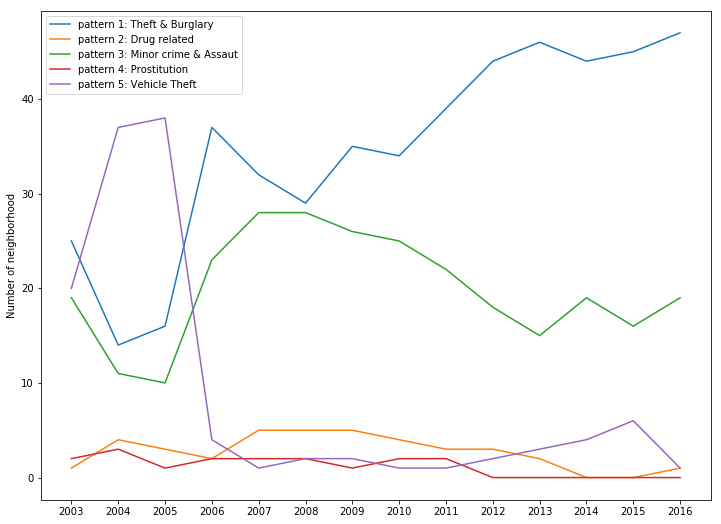 pattern 1: Theft & Burglary
pattern 2: Drug related
pattern 3: Minor crime & Assaut
pattern 4: Prostitution
pattern 5: Vehicle Theft
Number of neighborhood
40
30
20
10
0
2003 2004 2005 2006 2007 2008 2009 2010 2011 2012 2013 2014 2015 2016